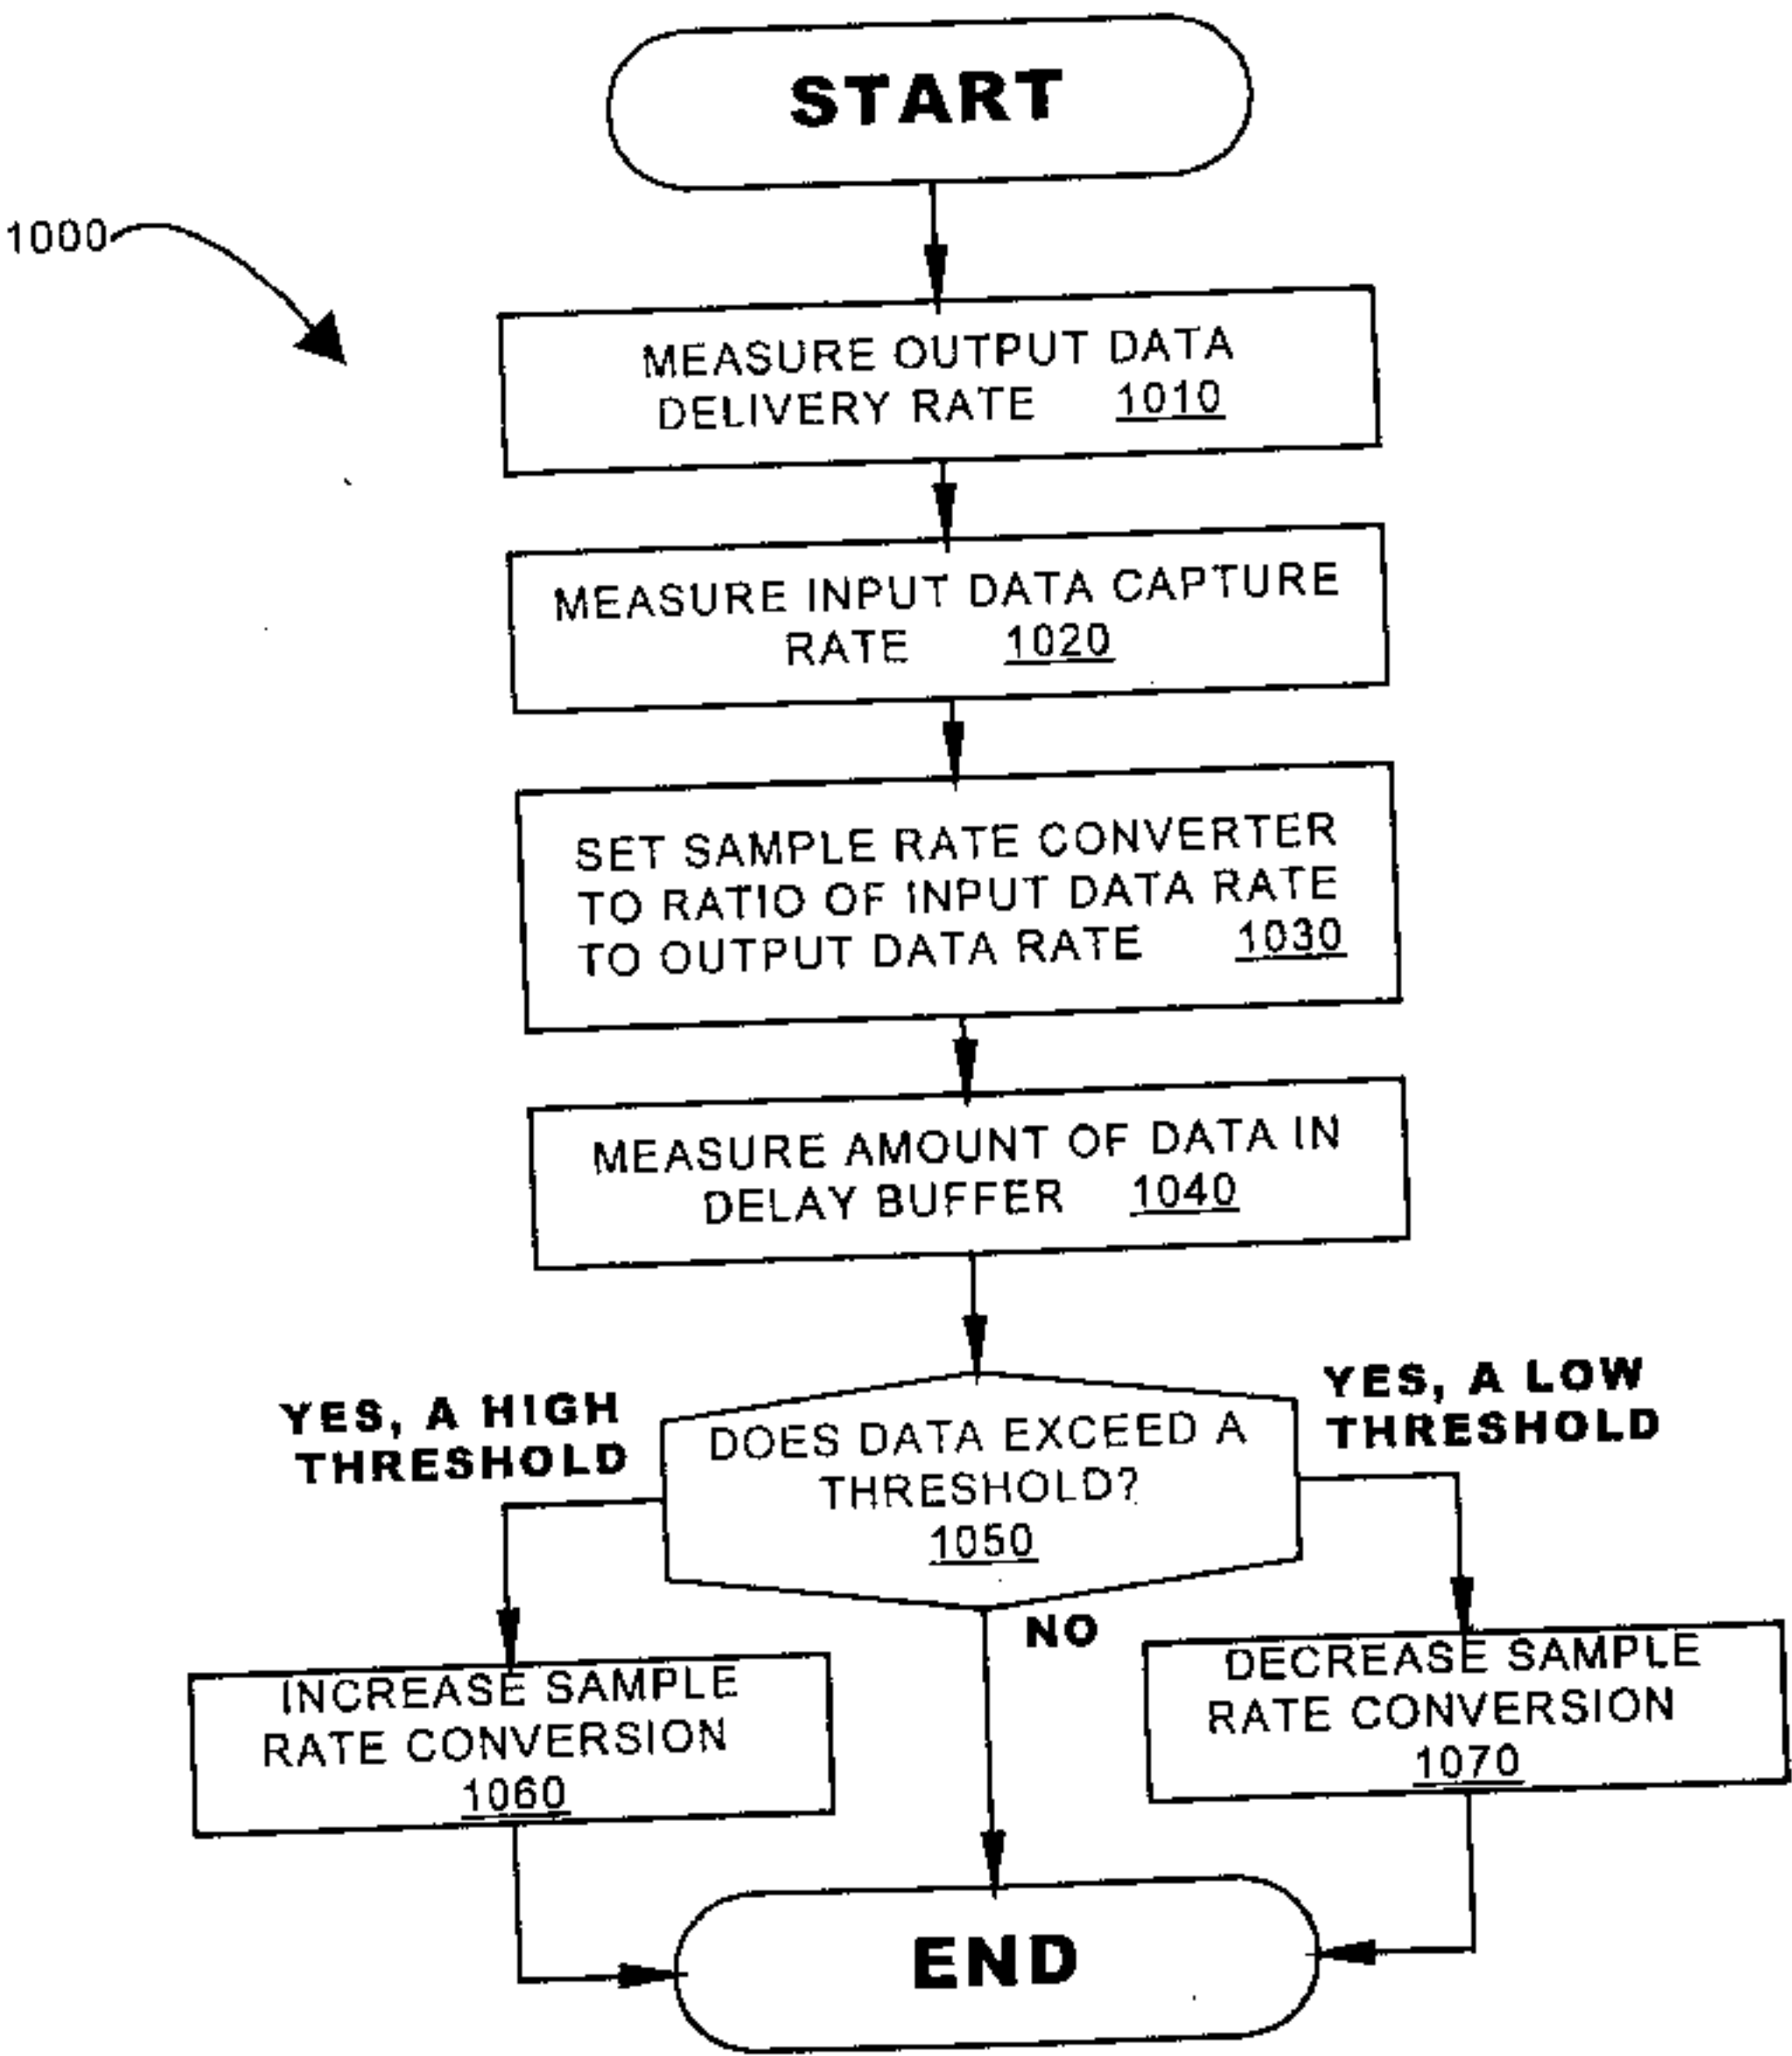 START
1000
MEASURE OUTPUT DATA
DELIVERY RATE 1010
MEASURE INPUT DATA CAPTURE
RATE 1020
SET SAMPLE RATE CONVERTER
TO RATIO OF INPUT DATA RATE
TO OUTPUT DATA RATE 1030
MEASURE AMOUNT OF DATA IN
DELAY BUFFER 1040
YES, A HIGH
THRESHOLD
DOES DATA EXCEED A
THRESHOLD?
1050
YES, A LOW
THRESHOLD
NO
INCREASE SAMPLE
RATE CONVERSION
1060
DECREASE SAMPLE
RATE CONVERSION
1070
END